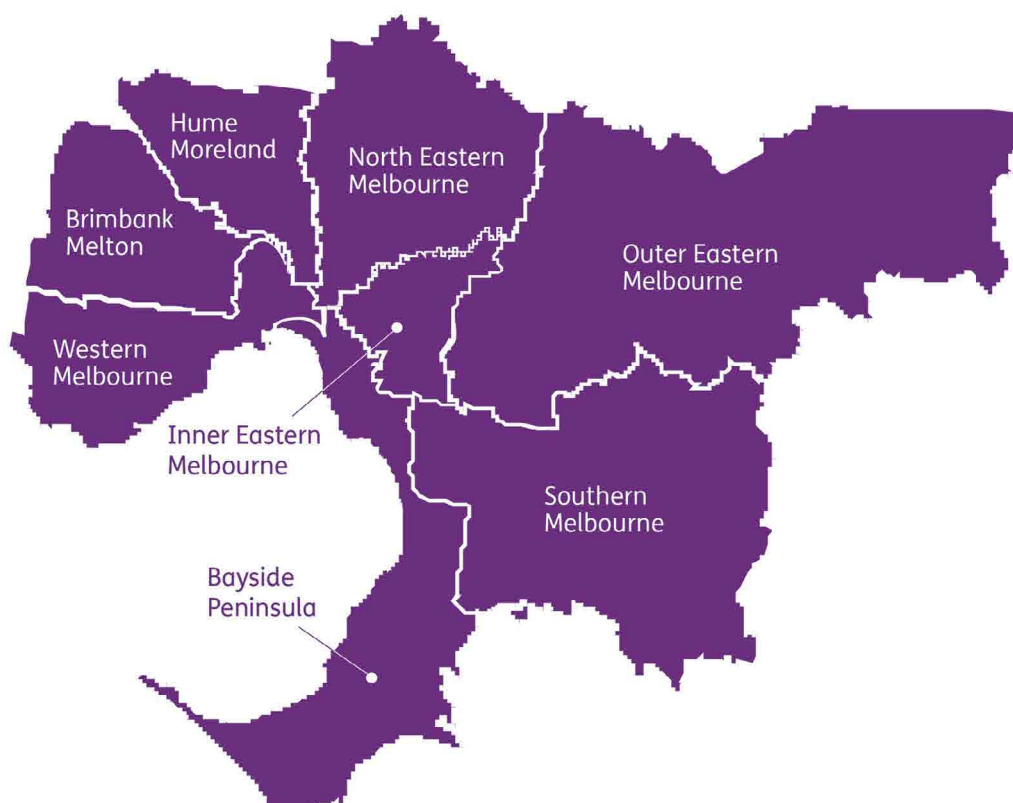 Hume
Moreland
North Eastern
Melbourne
Brimbank
Melton
Outer Eastern
Melbourne
Western
Melbourne
Inner Eastern
Melbourne
Southern
Melbourne
Bayside
Peninsula